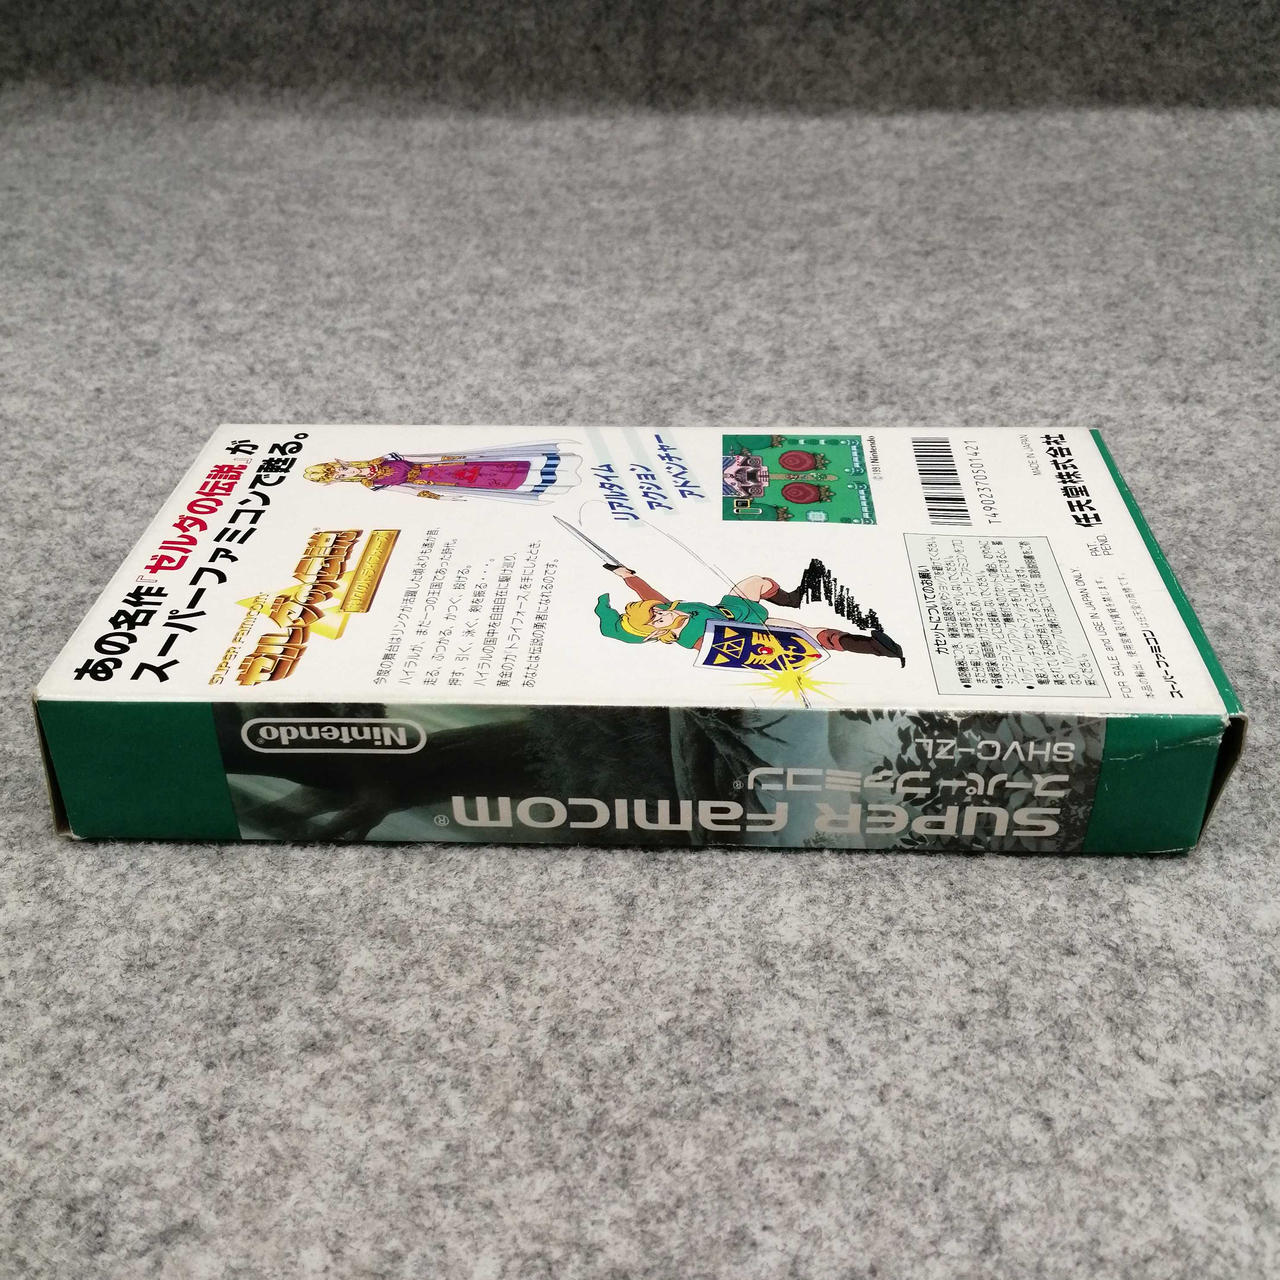 あの名作『ゼルダの伝説』が
スーパーファミコンで甦る。
SUPER FAMICOM®
ゼルダの伝説®
神々のトライフォース
今度の舞台はリンクが活躍した頃よりも遙か昔、
ハイラルが、まだ一つの王国であった時代。
走る、ぶつかる、かつぐ、投げる。
押す、引く、泳ぐ、剣を振る・・・。
ハイラルの国中を自由自在に駆け巡り、
黄金の力"トライフォース"を手にしたとき、
あなたは伝説の勇者になれるのです。
リアルタイム
アクション
アドベンチャー
©1991 Nintendo
T4902370501421
カセットについてのお願い
FOR SALE and USE IN JAPAN ONLY.
PAT. PEND.
MADE IN JAPAN
任天堂株式会社
Nintendo®
SUPER FAMICOM®
スーパーファミコン®
SHVC-ZL